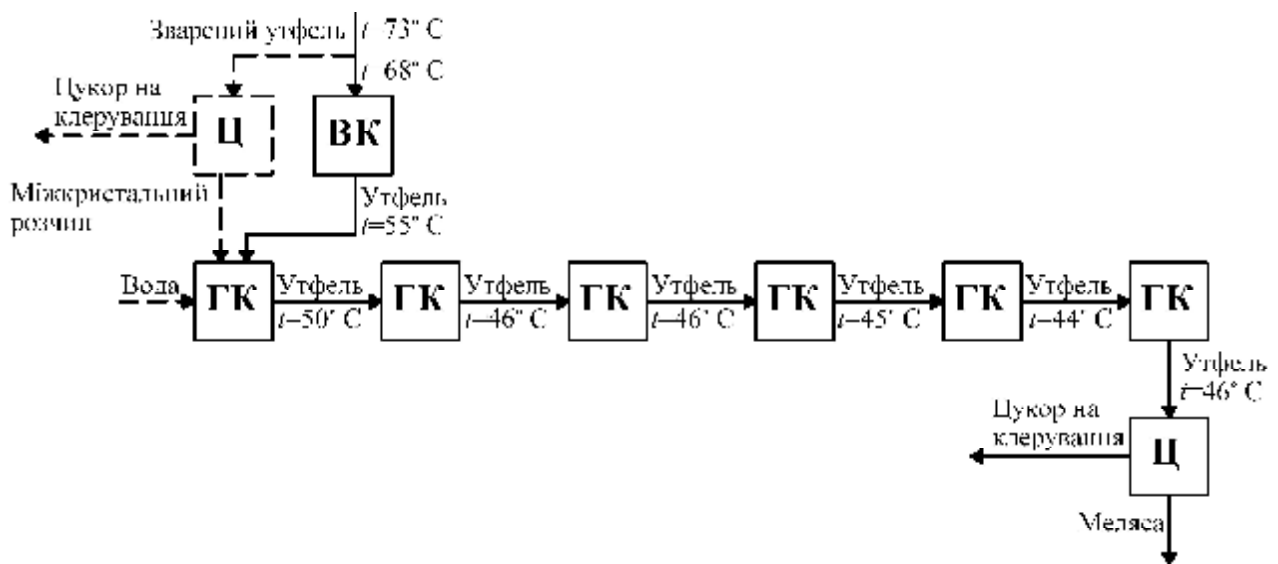 Зварений утфель
t=73° C
t=68° C
Цукор на
клерування
Ц
ВК
Міжкристальний
розчин
Утфель
t=55° C
Вода
ГК
Утфель
t=50° C
ГК
Утфель
t=46° C
ГК
Утфель
t=46° C
ГК
Утфель
t=45° C
ГК
Утфель
t=44° C
ГК
Утфель
t=46° C
Цукор на
клерування
Ц
Меляса